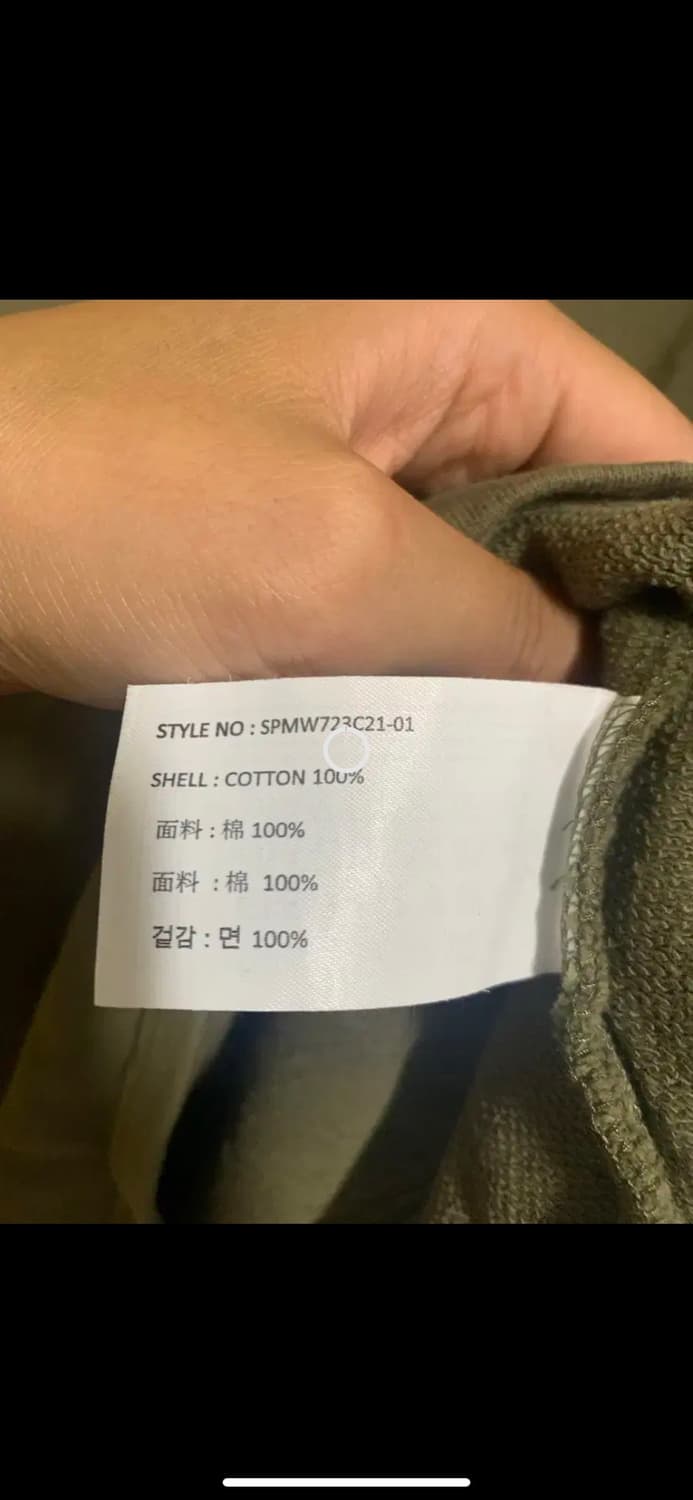 STYLE NO : SPMW723C21-01
SHELL : COTTON 100%
面料 : 棉 100%
面料 : 棉 100%
겉감 : 면 100%